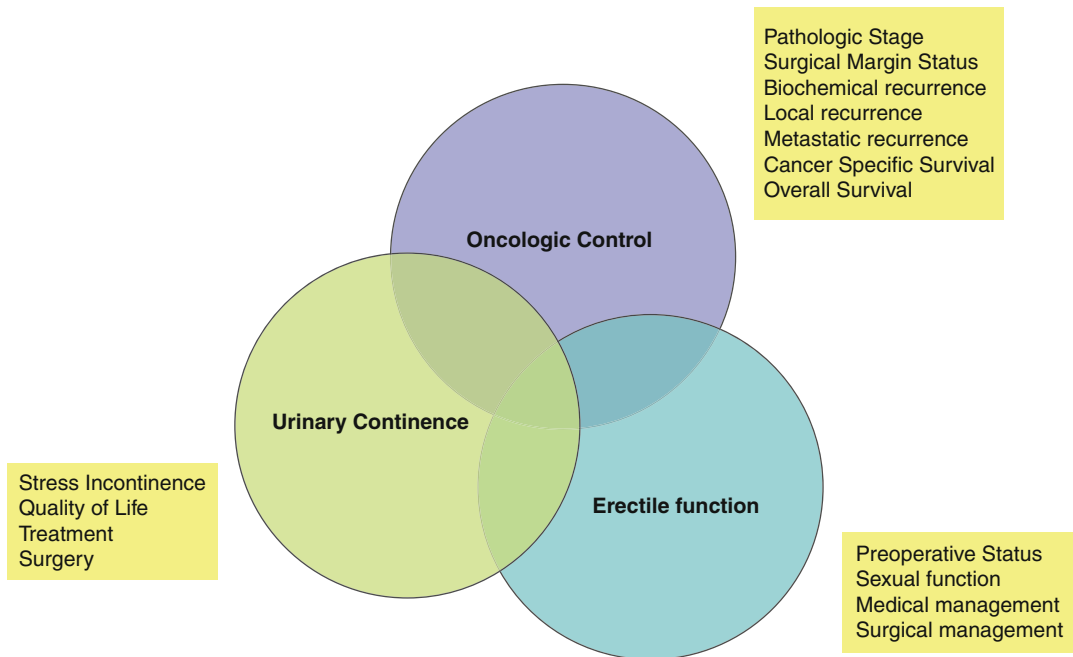 Pathologic Stage
Surgical Margin Status
Biochemical recurrence
Local recurrence
Metastatic recurrence
Cancer Specific Survival
Overall Survival
Oncologic Control
Urinary Continence
Stress Incontinence
Quality of Life
Treatment
Surgery
Erectile function
Preoperative Status
Sexual function
Medical management
Surgical management